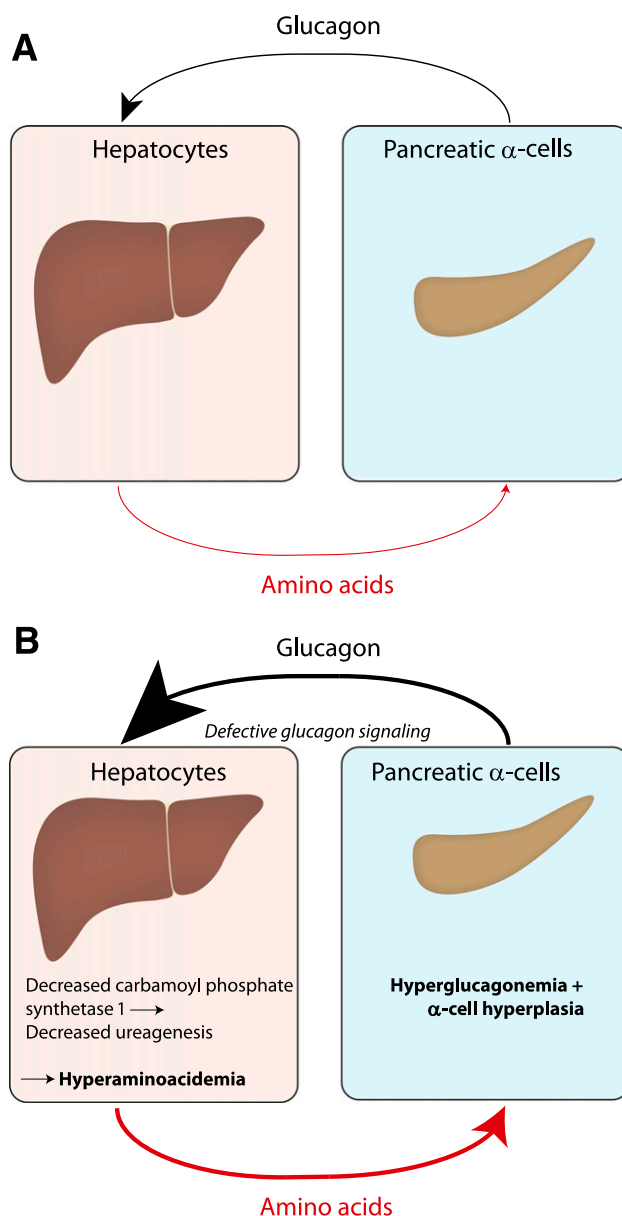 A
Glucagon
Hepatocytes
Pancreatic α-cells
Amino acids
B
Glucagon
Defective glucagon signaling
Hepatocytes
Pancreatic α-cells
Decreased carbamoyl phosphate
synthetase 1 →
Decreased ureagenesis
→ Hyperaminoacidemia
Hyperglucagonemia +
α-cell hyperplasia
Amino acids